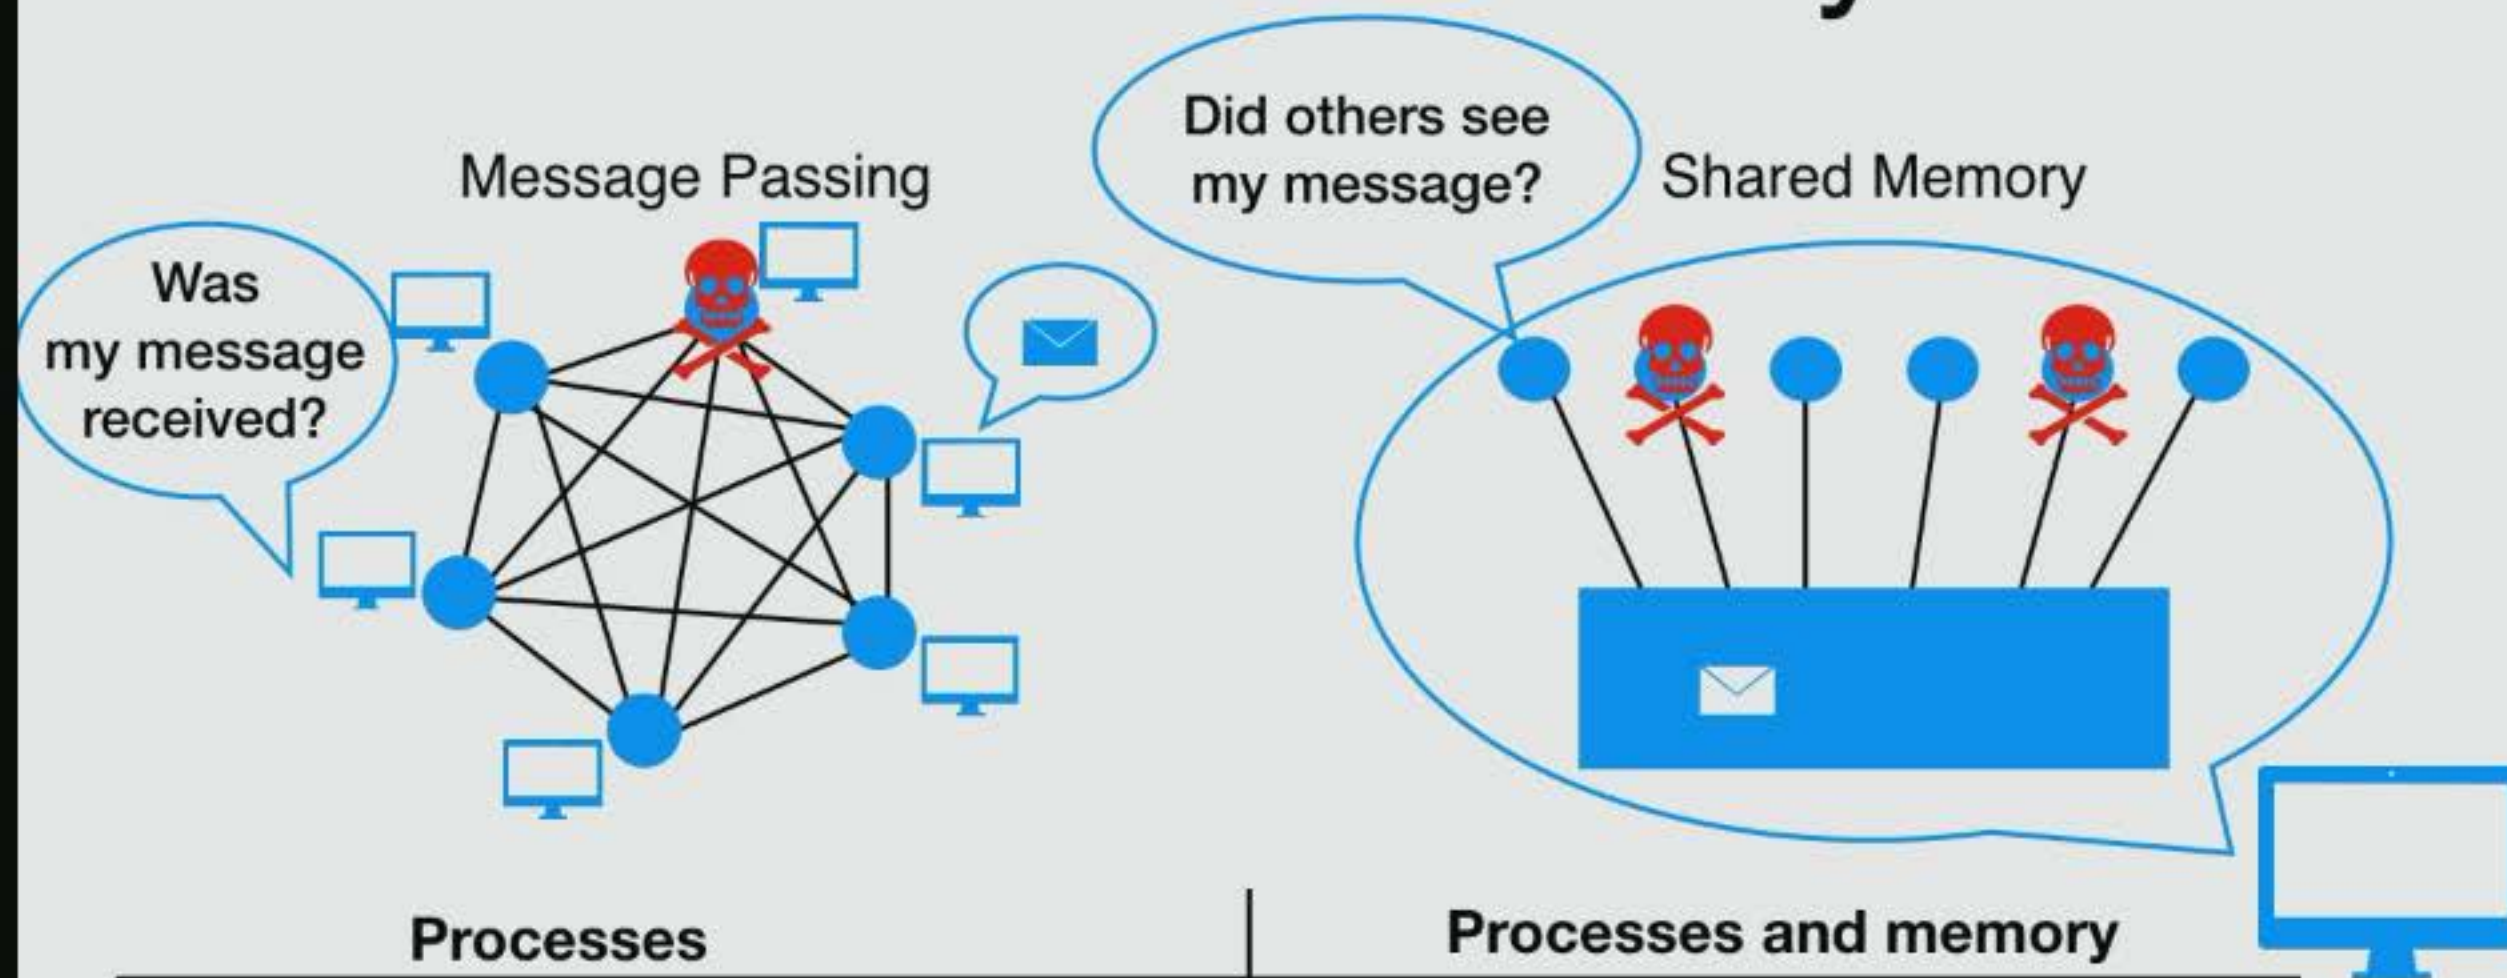 Did others see
my message?
Message Passing
Shared Memory
Was
my message
received?
Processes
Processes and memory